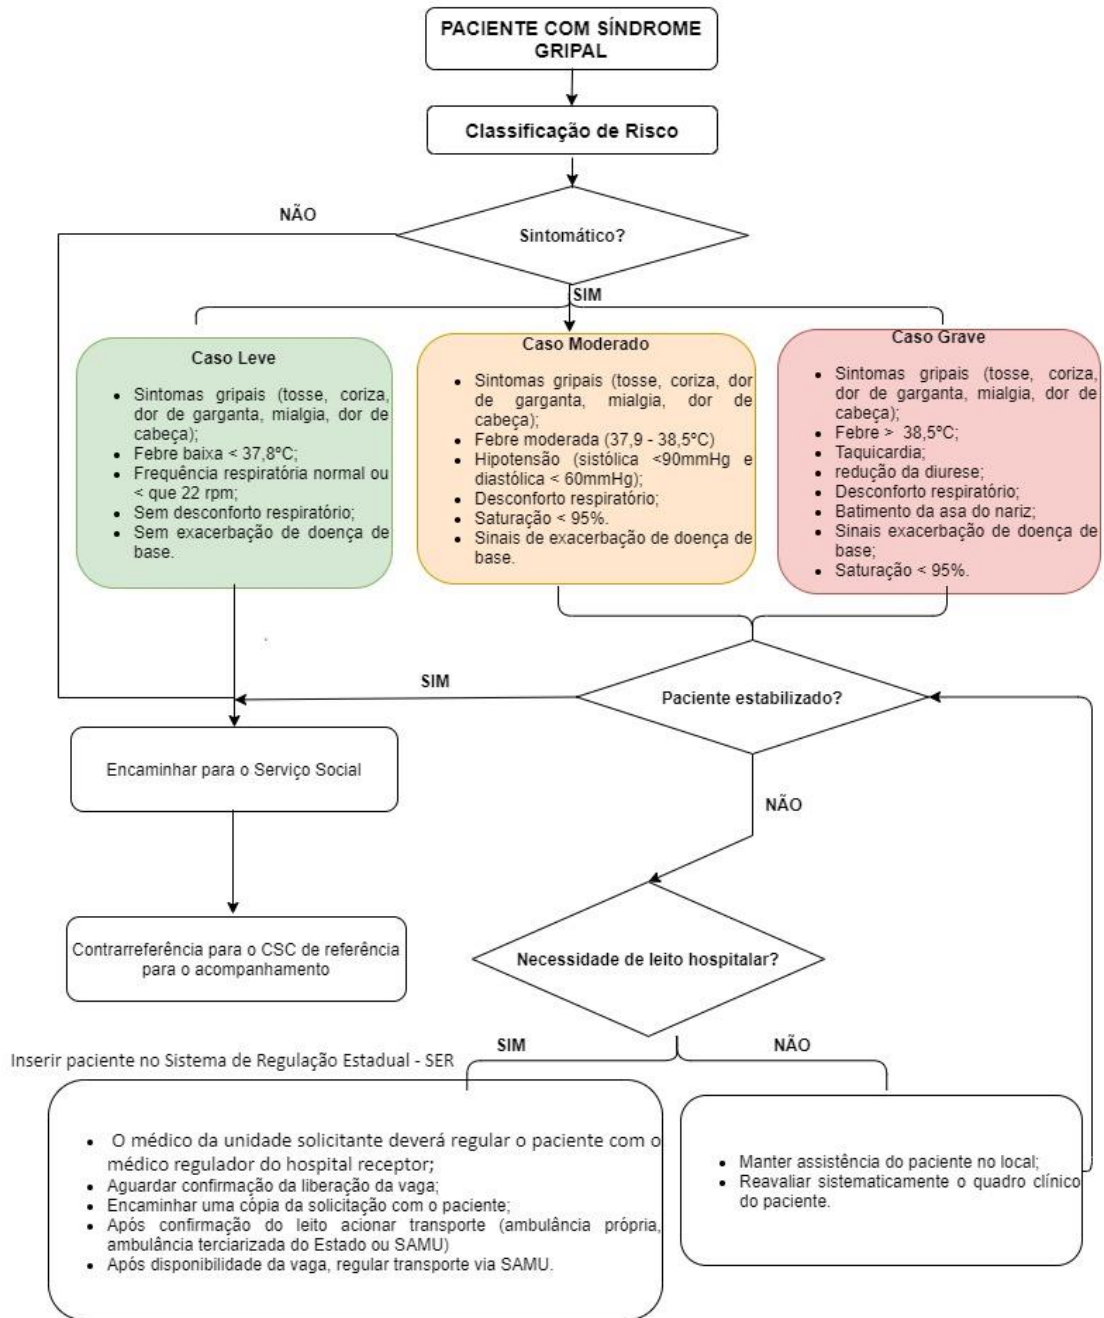 PACIENTE COM SÍNDROME
GRIPAL
Classificação de Risco
NÃO
Sintomático?
SIM
Caso Leve
• Sintomas gripais (tosse, coriza,
dor de garganta, mialgia, dor de
cabeça);
• Febre baixa < 37,8ºC;
• Frequência respiratória normal ou
< que 22 rpm;
• Sem desconforto respiratório;
• Sem exacerbação de doença de
base.
Caso Moderado
• Sintomas gripais (tosse, coriza, dor
de garganta, mialgia, dor de
cabeça);
• Febre moderada (37,9 - 38,5ºC)
• Hipotensão (sistólica <90mmHg e
diastólica < 60mmHg);
• Desconforto respiratório;
• Saturação < 95%.
• Sinais de exacerbação de doença de
base.
Caso Grave
• Sintomas gripais (tosse, coriza,
dor de garganta, mialgia, dor de
cabeça);
• Febre > 38,5ºC;
• Taquicardia;
• redução da diurese;
• Desconforto respiratório;
• Batimento da asa do nariz;
• Sinais exacerbação de doença de
base;
• Saturação < 95%.
SIM
Paciente estabilizado?
Encaminhar para o Serviço Social
NÃO
Contrarreferência para o CSC de referência
para o acompanhamento
Necessidade de leito hospitalar?
SIM
NÃO
Inserir paciente no Sistema de Regulação Estadual - SER
• O médico da unidade solicitante deverá regular o paciente com o
médico regulador do hospital receptor;
• Aguardar confirmação da liberação da vaga;
• Encaminhar uma cópia da solicitação com o paciente;
• Após confirmação do leito acionar transporte (ambulância própria,
ambulância terciarizada do Estado ou SAMU)
• Após disponibilidade da vaga, regular transporte via SAMU.
• Manter assistência do paciente no local;
• Reavaliar sistematicamente o quadro clínico
do paciente.